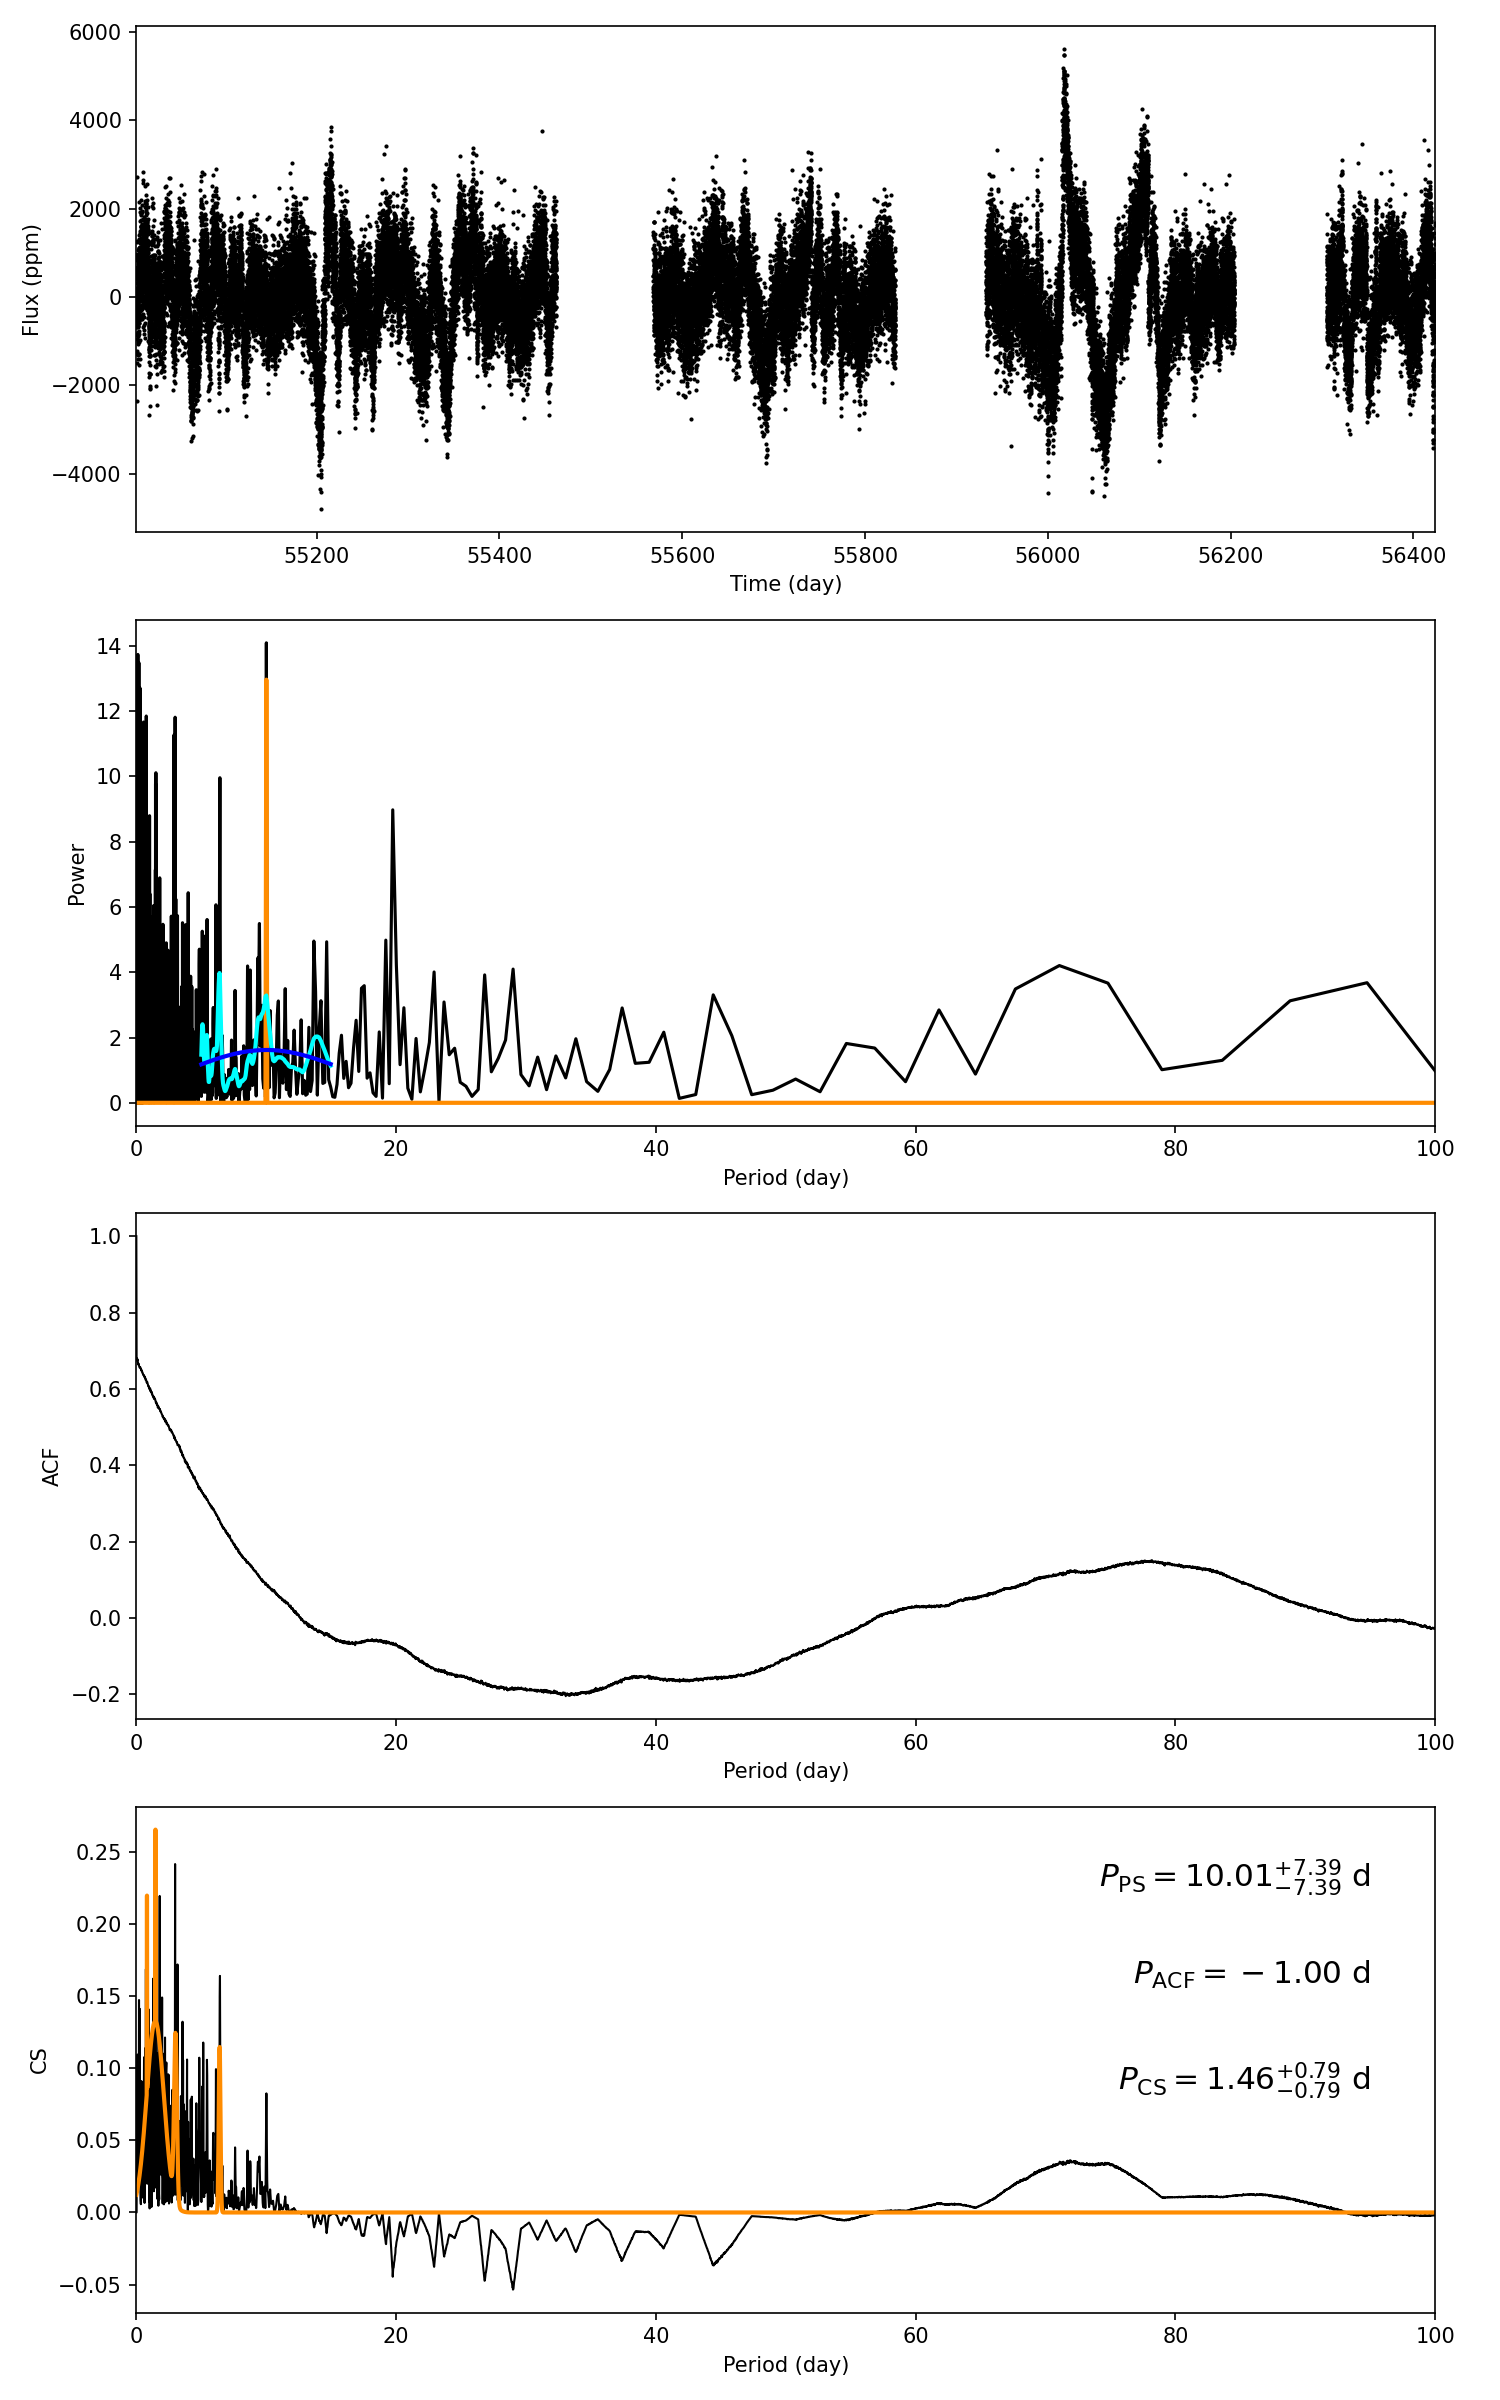 6000
4000
2000
0
−2000
−4000
Flux (ppm)
55200 55400 55600 55800 56000 56200 56400
Time (day)
14
12
10
8
6
4
2
0
Power
0 20 40 60 80 100
Period (day)
1.0
0.8
0.6
0.4
0.2
0.0
−0.2
ACF
0 20 40 60 80 100
Period (day)
0.25
0.20
0.15
0.10
0.05
0.00
−0.05
CS
P_PS = 10.01 +7.39 −7.39 d
P_ACF = −1.00 d
P_CS = 1.46 +0.79 −0.79 d
0 20 40 60 80 100
Period (day)